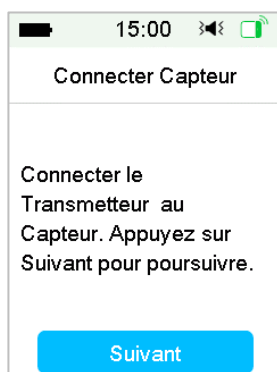 15:00
Connecter Capteur
Connecter le
Transmetteur au
Capteur. Appuyez sur
Suivant pour poursuivre.
Suivant